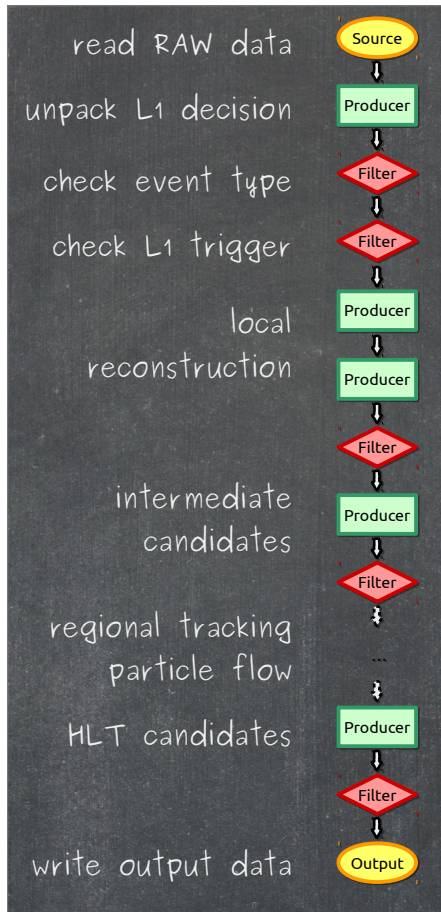 read RAW data
Source
unpack L1 decision
Producer
check event type
Filter
check L1 trigger
Filter
local
Producer
reconstruction
Producer
Filter
intermediate
Producer
candidates
Filter
regional tracking
particle flow
...
HLT candidates
Producer
Filter
write output data
Output